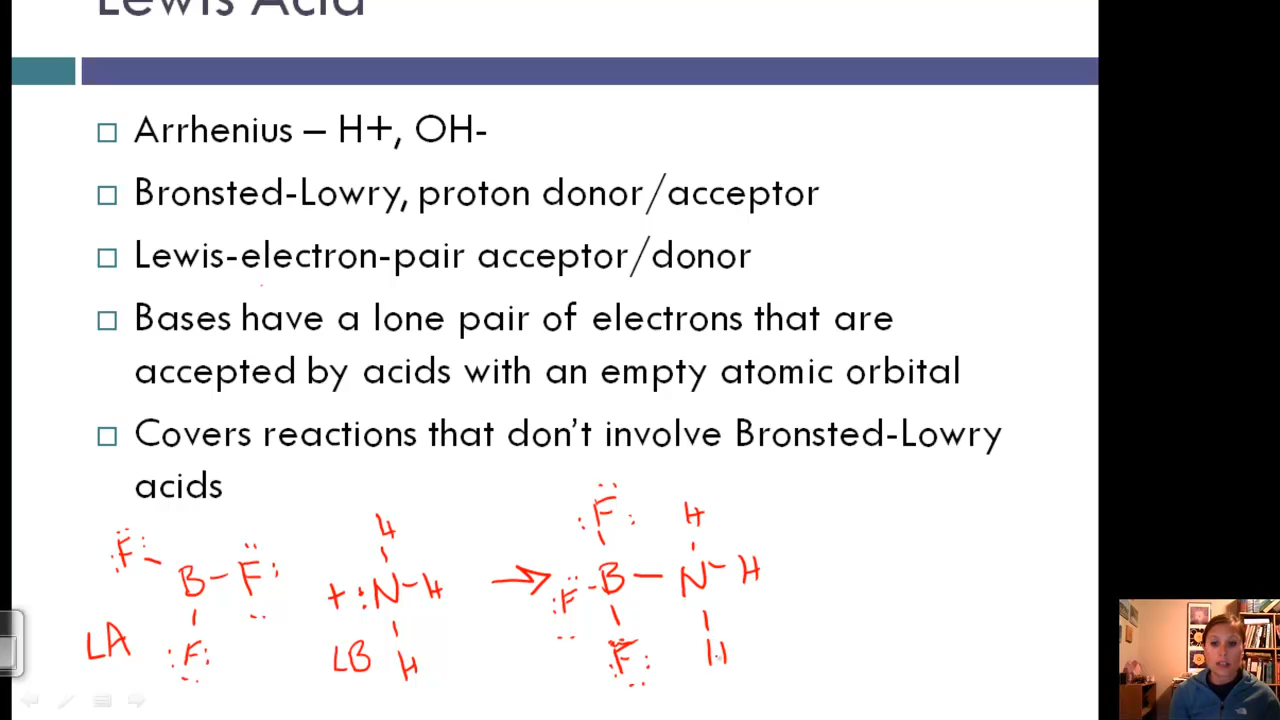 Lewis Acid
Arrhenius – H+, OH-
Bronsted-Lowry, proton donor/acceptor
Lewis-electron-pair acceptor/donor
Bases have a lone pair of electrons that are
accepted by acids with an empty atomic orbital
Covers reactions that don't involve Bronsted-Lowry
acids
F H F H
B - F + :N - H → F - B — N - H
F H F H
LA LB